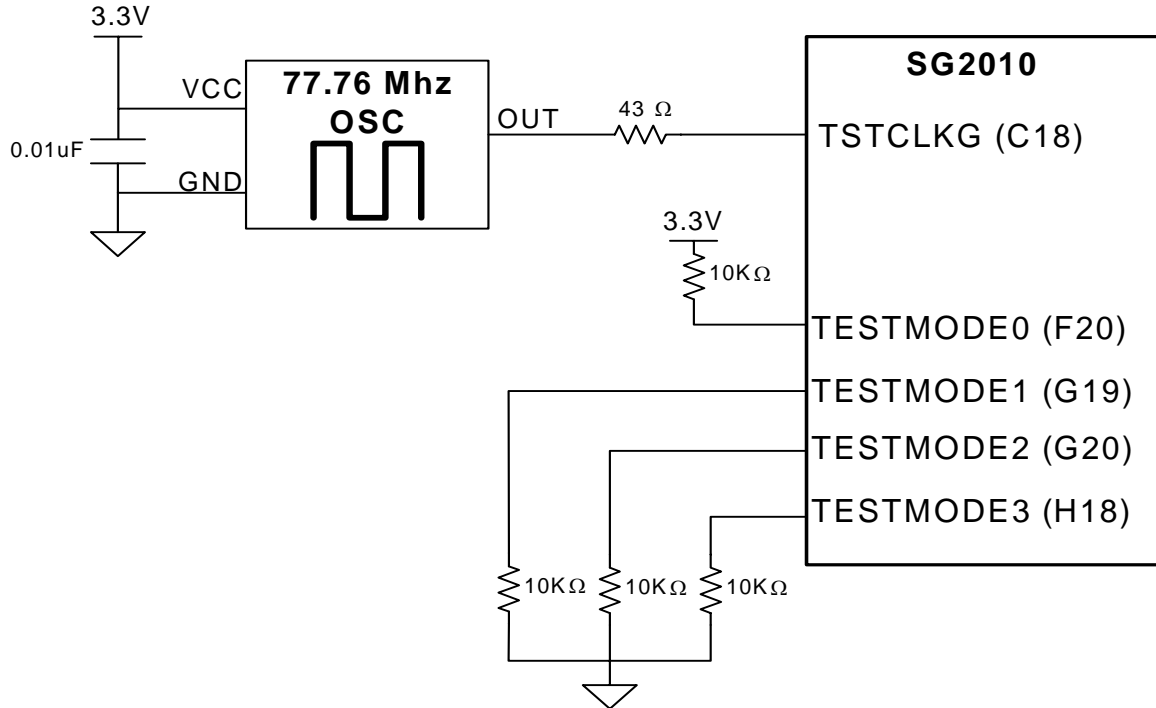 3.3V
VCC
77.76 Mhz
OSC
OUT
0.01uF
GND
43 Ω
SG2010
TSTCLKG (C18)
3.3V
10KΩ
TESTMODE0 (F20)
TESTMODE1 (G19)
TESTMODE2 (G20)
TESTMODE3 (H18)
10KΩ
10KΩ
10KΩ